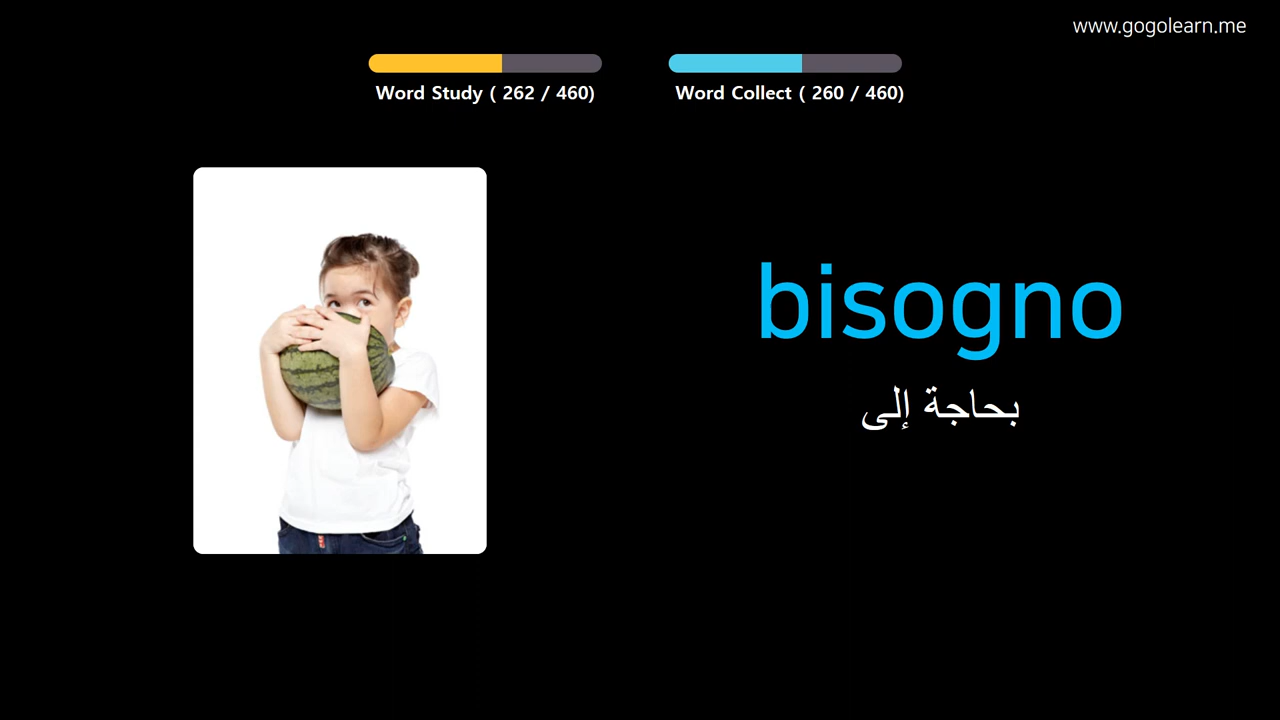 www.gogolearn.me
Word Study ( 262 / 460)
Word Collect ( 260 / 460)
bisogno
بحاجة إلى